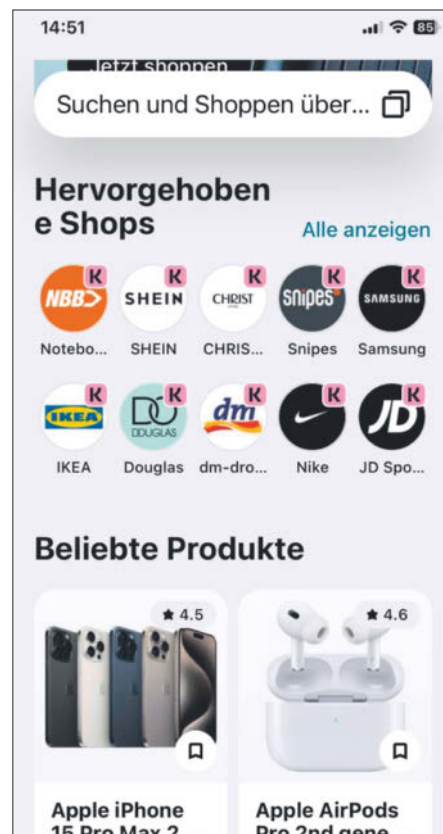 14:51
85
Jetzt shoppen
Suchen und Shoppen über...
Hervorgehoben
e Shops
Alle anzeigen
K K K K K
NBB SHEIN CHRIST snipes SAMSUNG
Notebo... SHEIN CHRIS... Snipes Samsung
K K K K K
IKEA DO DOUGLAS dm JD
IKEA Douglas dm-dro... Nike JD Spo...
Beliebte Produkte
4.5 4.6
Apple iPhone Apple AirPods
15 Pro Max 2 Pro 2nd gene